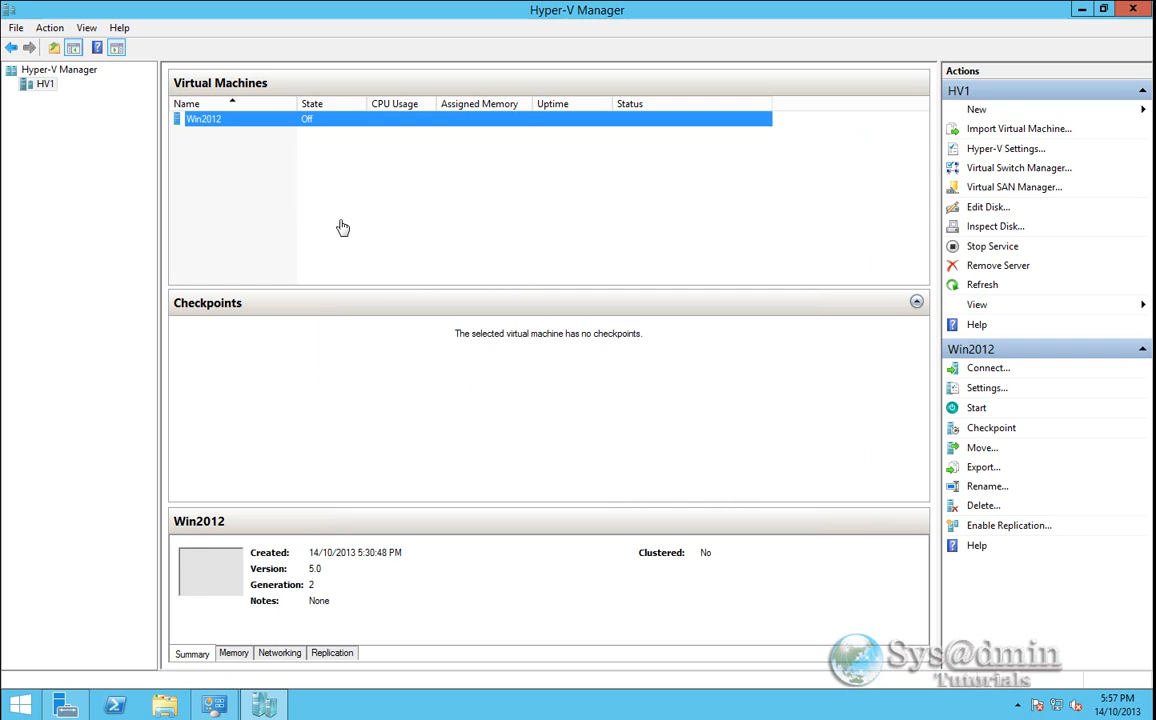 Hyper-V Manager
File Action View Help
Hyper-V Manager
HV1
Virtual Machines
Name State CPU Usage Assigned Memory Uptime Status
Win2012 Off
Checkpoints
The selected virtual machine has no checkpoints.
Win2012
Created: 14/10/2013 5:30:48 PM Clustered: No
Version: 5.0
Generation: 2
Notes: None
Summary Memory Networking Replication
Actions
HV1
New
Import Virtual Machine...
Hyper-V Settings...
Virtual Switch Manager...
Virtual SAN Manager...
Edit Disk...
Inspect Disk...
Stop Service
Remove Server
Refresh
View
Help
Win2012
Connect...
Settings...
Start
Checkpoint
Move...
Export...
Rename...
Delete...
Enable Replication...
Help
Sys@dmin
Tutorials
5:57 PM
14/10/2013